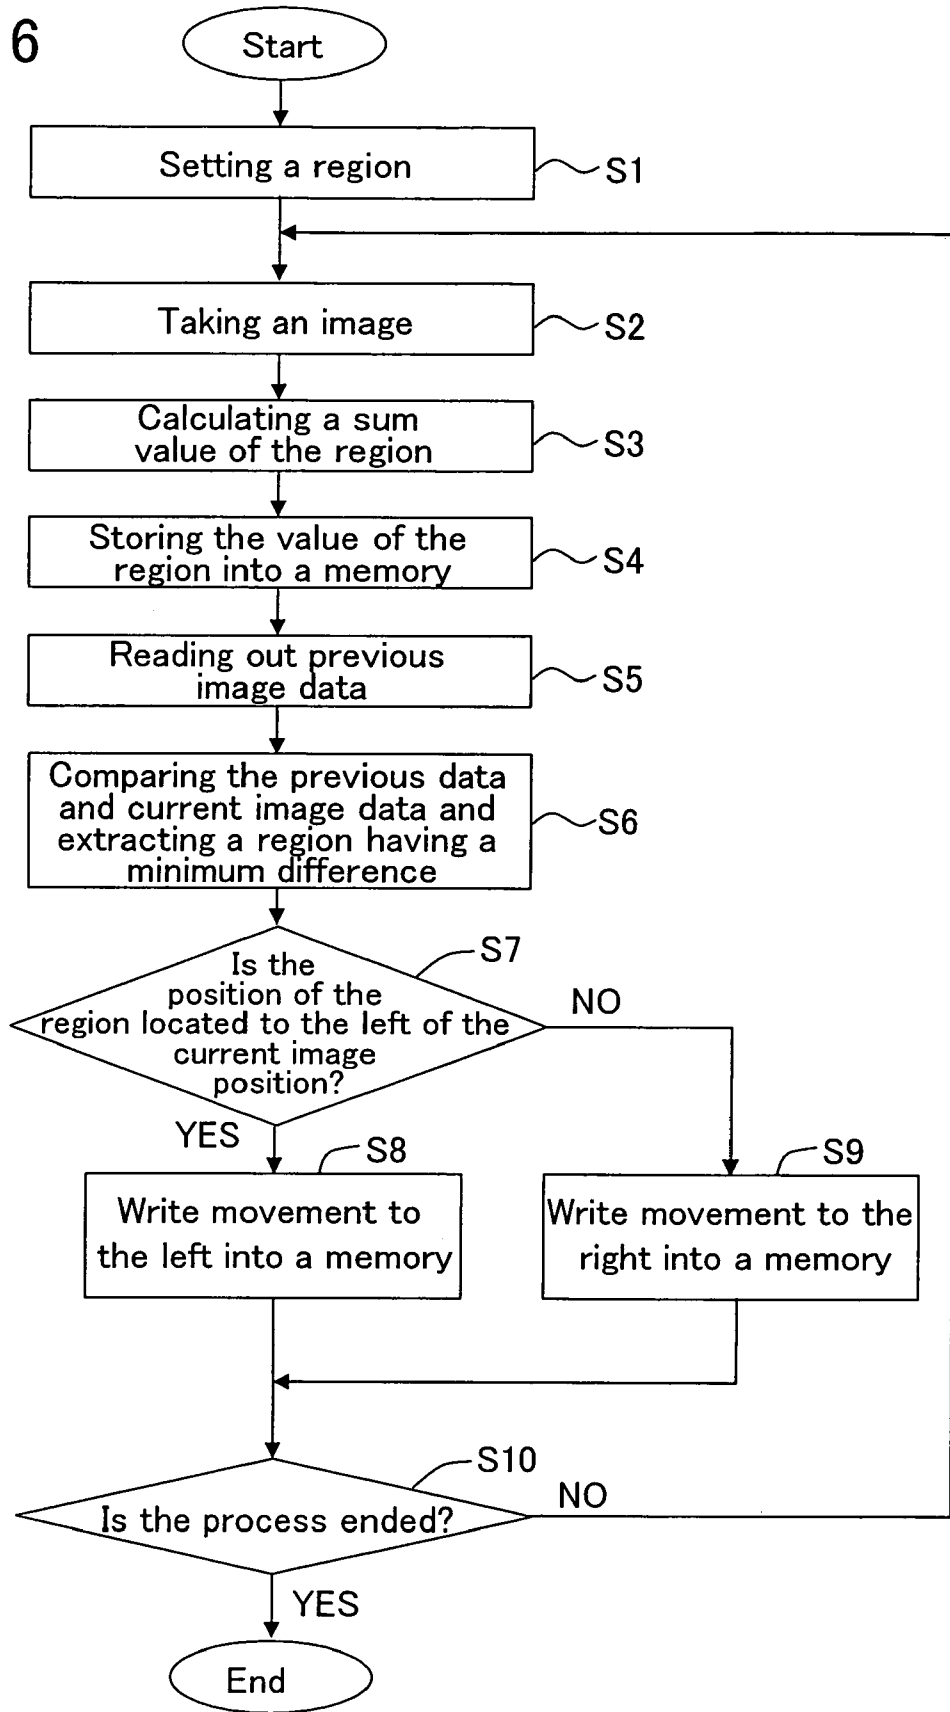 6
Start
Setting a region
S1
Taking an image
S2
Calculating a sum
value of the region
S3
Storing the value of the
region into a memory
S4
Reading out previous
image data
S5
Comparing the previous data
and current image data and
extracting a region having a
minimum difference
S6
S7
Is the
position of the
region located to the left of the
current image
position?
NO
YES
S8
Write movement to
the left into a memory
S9
Write movement to the
right into a memory
S10
Is the process ended?
NO
YES
End